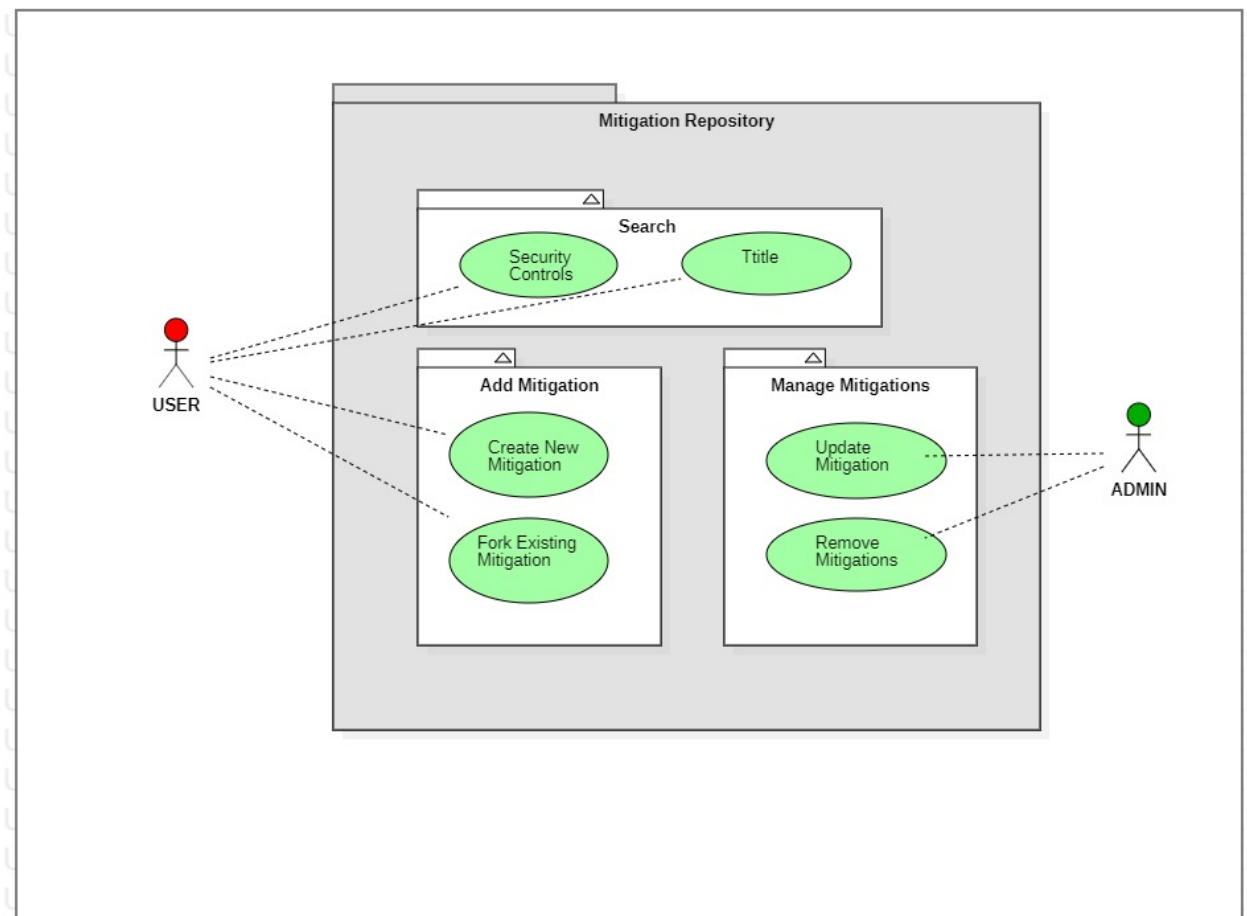 Mitigation Repository
Search
Security
Controls
Ttitle
USER
Add Mitigation
Create New
Mitigation
Fork Existing
Mitigation
Manage Mitigations
Update
Mitigation
Remove
Mitigations
ADMIN